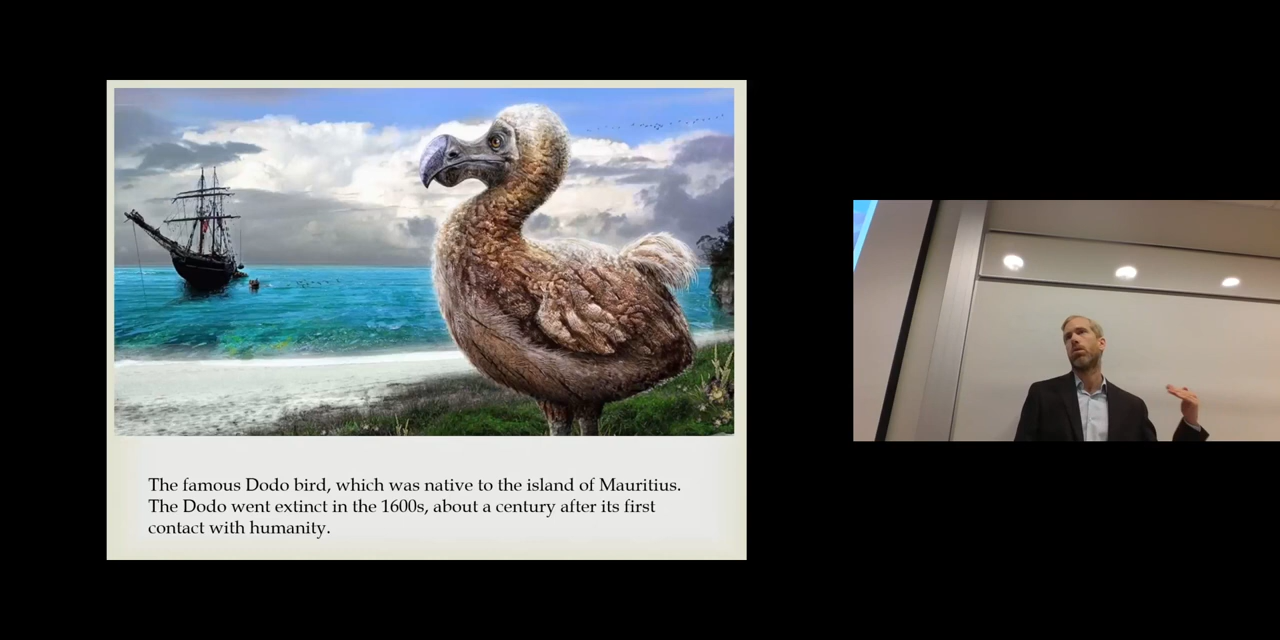 The famous Dodo bird, which was native to the island of Mauritius.
The Dodo went extinct in the 1600s, about a century after its first
contact with humanity.